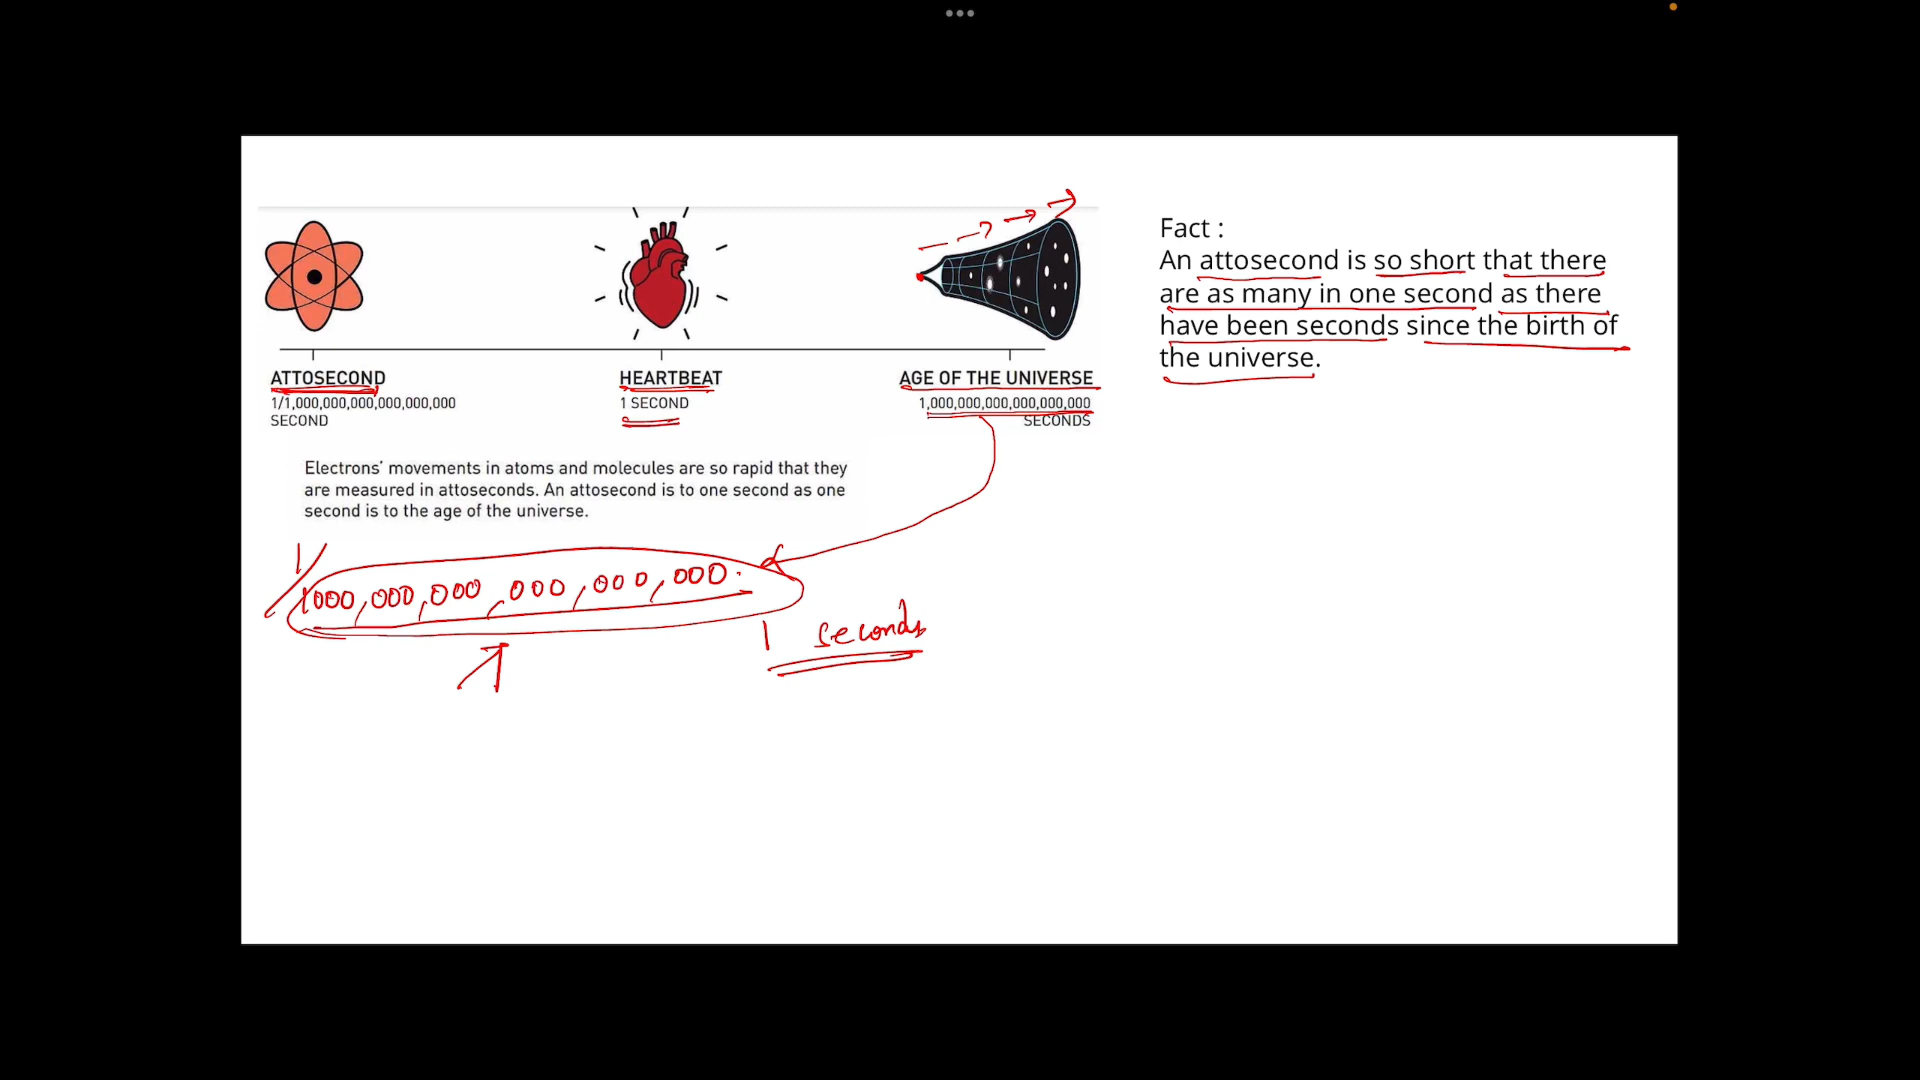 Fact :
An attosecond is so short that there
are as many in one second as there
have been seconds since the birth of
the universe.
ATTOSECOND
1/1,000,000,000,000,000,000
SECOND
HEARTBEAT
1 SECOND
AGE OF THE UNIVERSE
1,000,000,000,000,000,000
SECONDS
Electrons' movements in atoms and molecules are so rapid that they
are measured in attoseconds. An attosecond is to one second as one
second is to the age of the universe.
1/1000,000,000,000,000,000
1 seconds